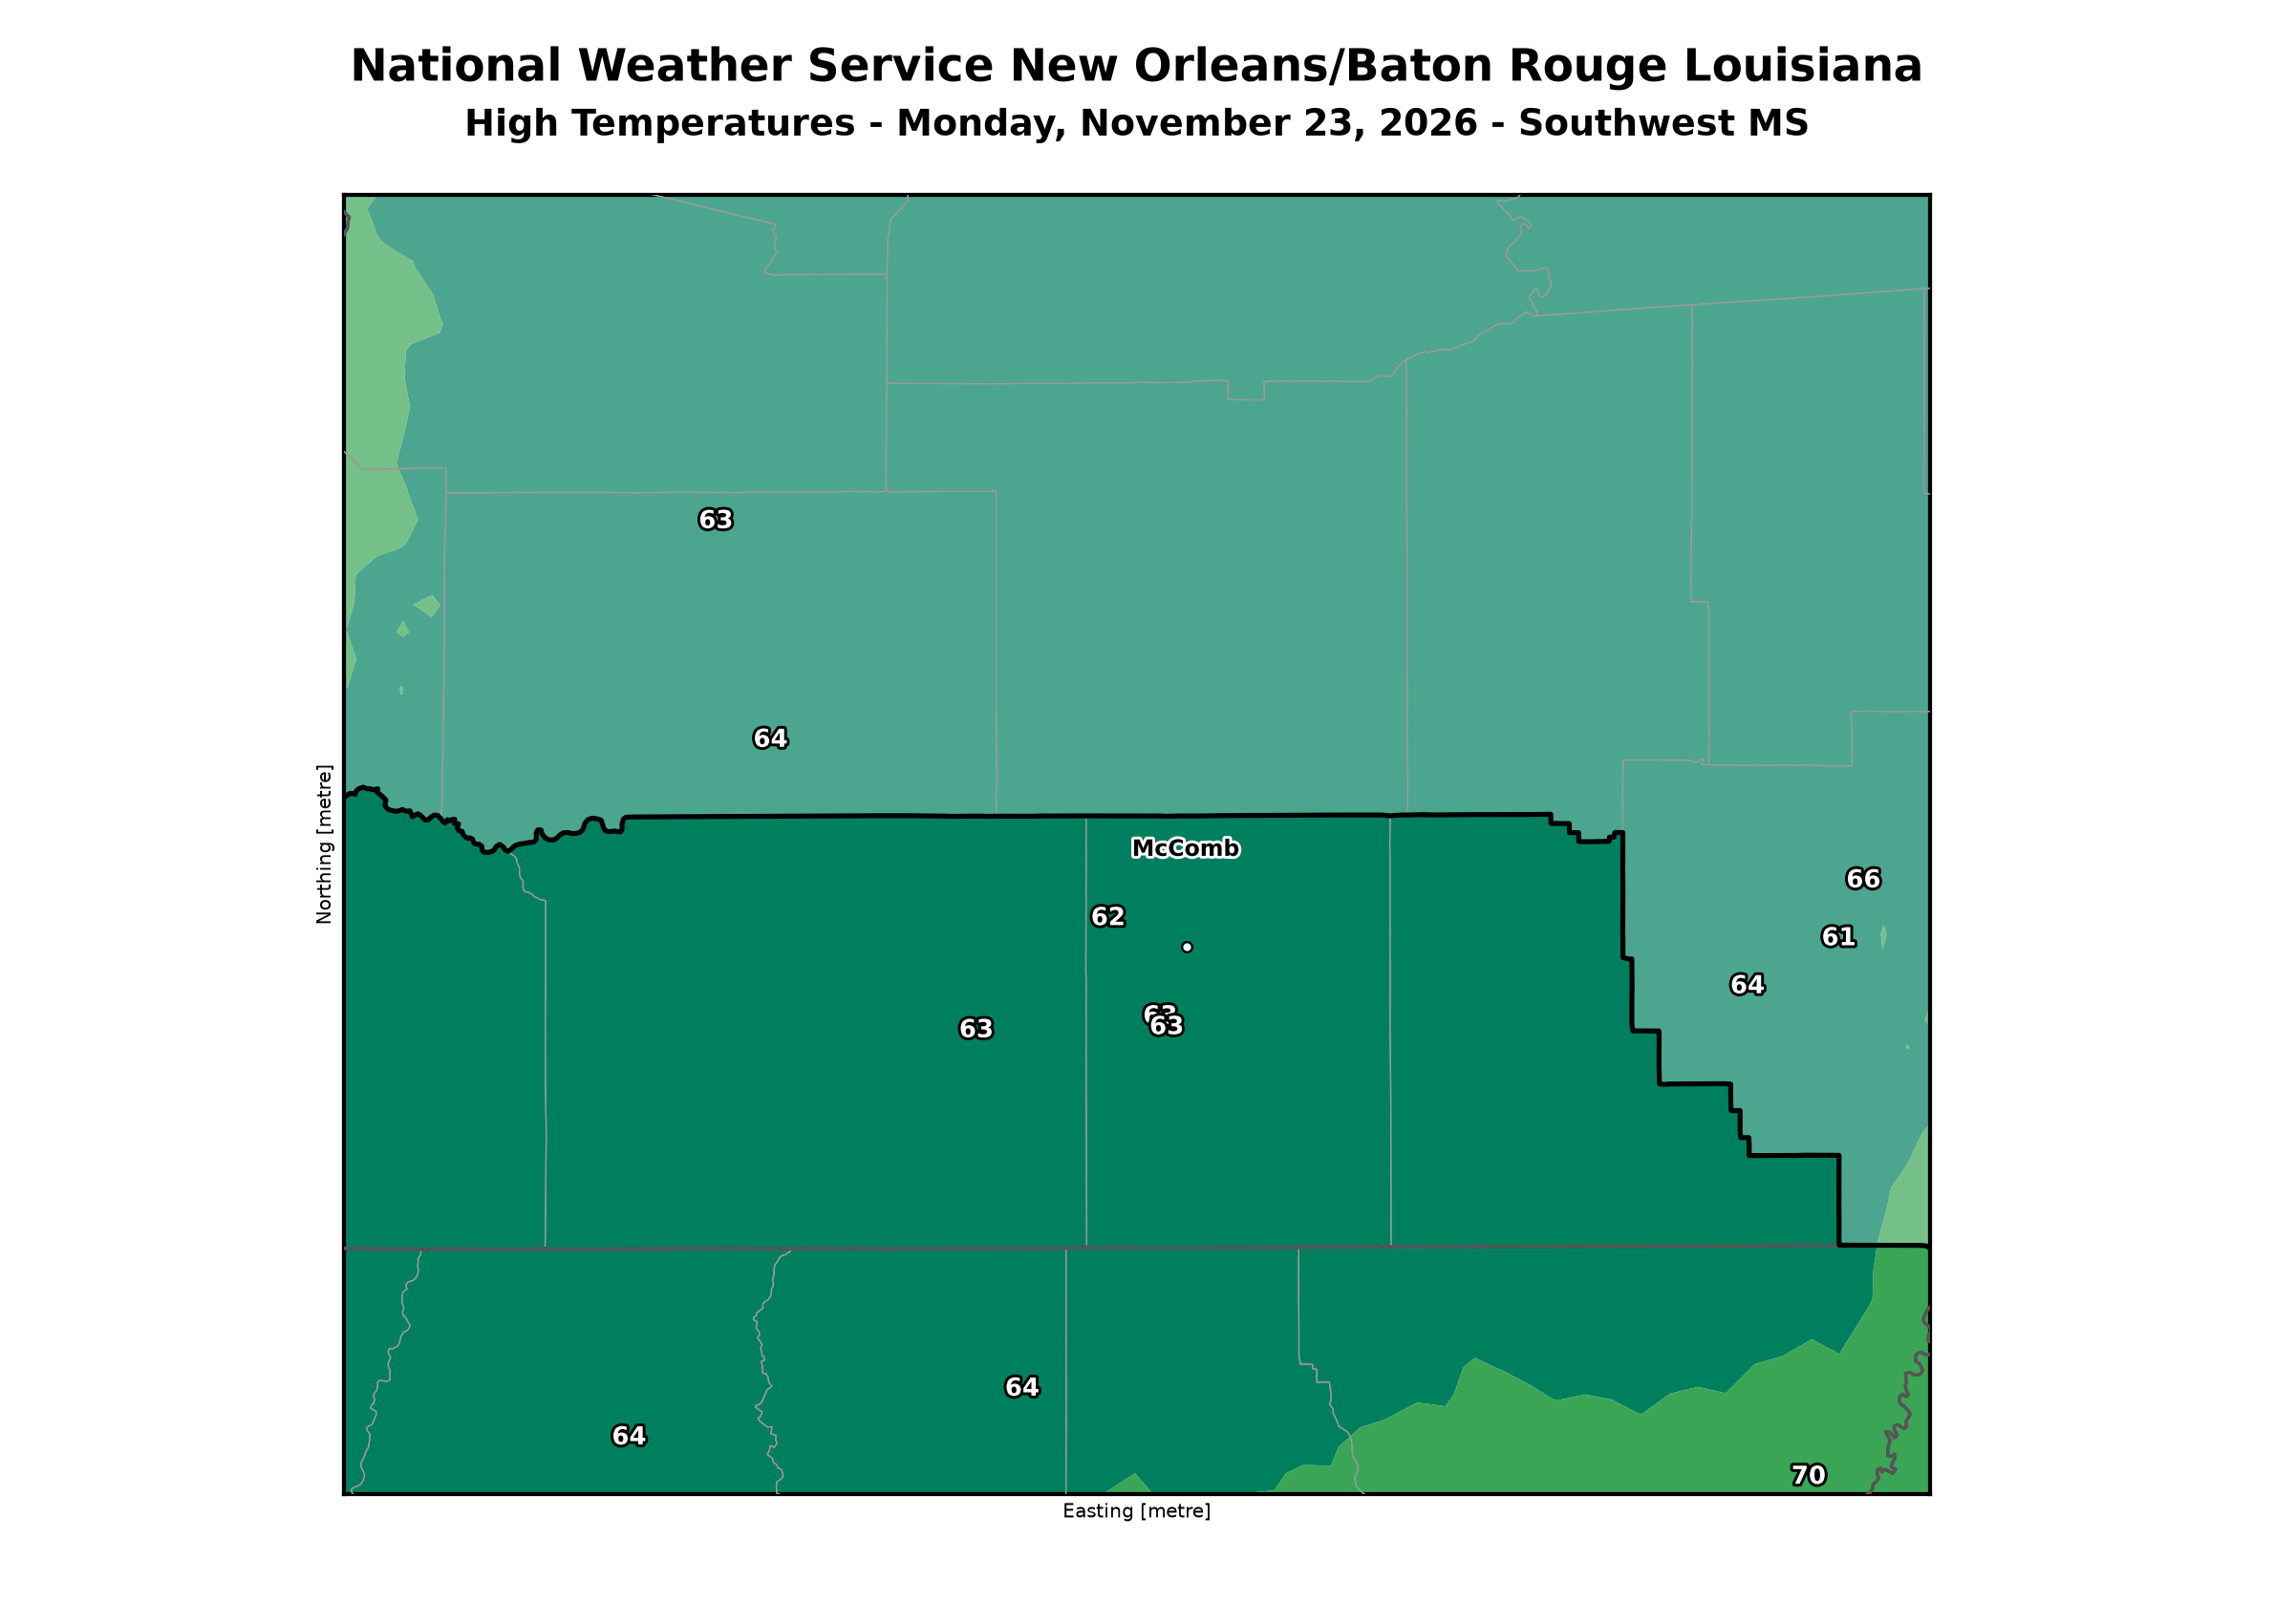 National Weather Service New Orleans/Baton Rouge Louisiana
High Temperatures - Monday, November 23, 2026 - Southwest MS
63
64
McComb
66
62
61
64
63
63
63
64
64
70
Northing [metre]
Easting [metre]